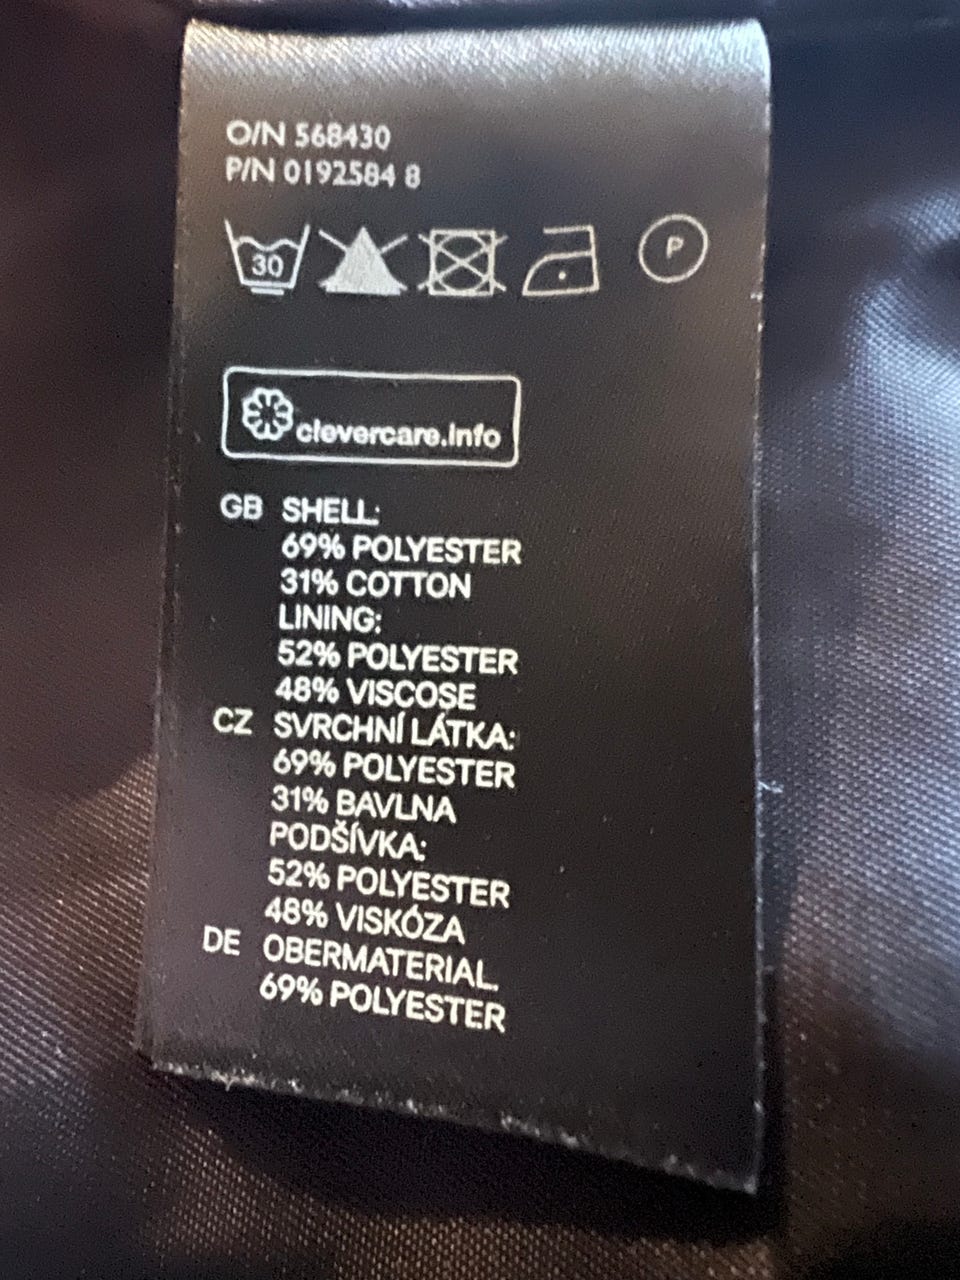 O/N 568430
P/N 0192584 8
30
P
clevercare.info
GB SHELL:
69% POLYESTER
31% COTTON
LINING:
52% POLYESTER
48% VISCOSE
CZ SVRCHNÍ LÁTKA:
69% POLYESTER
31% BAVLNA
PODŠÍVKA:
52% POLYESTER
48% VISKÓZA
DE OBERMATERIAL
69% POLYESTER